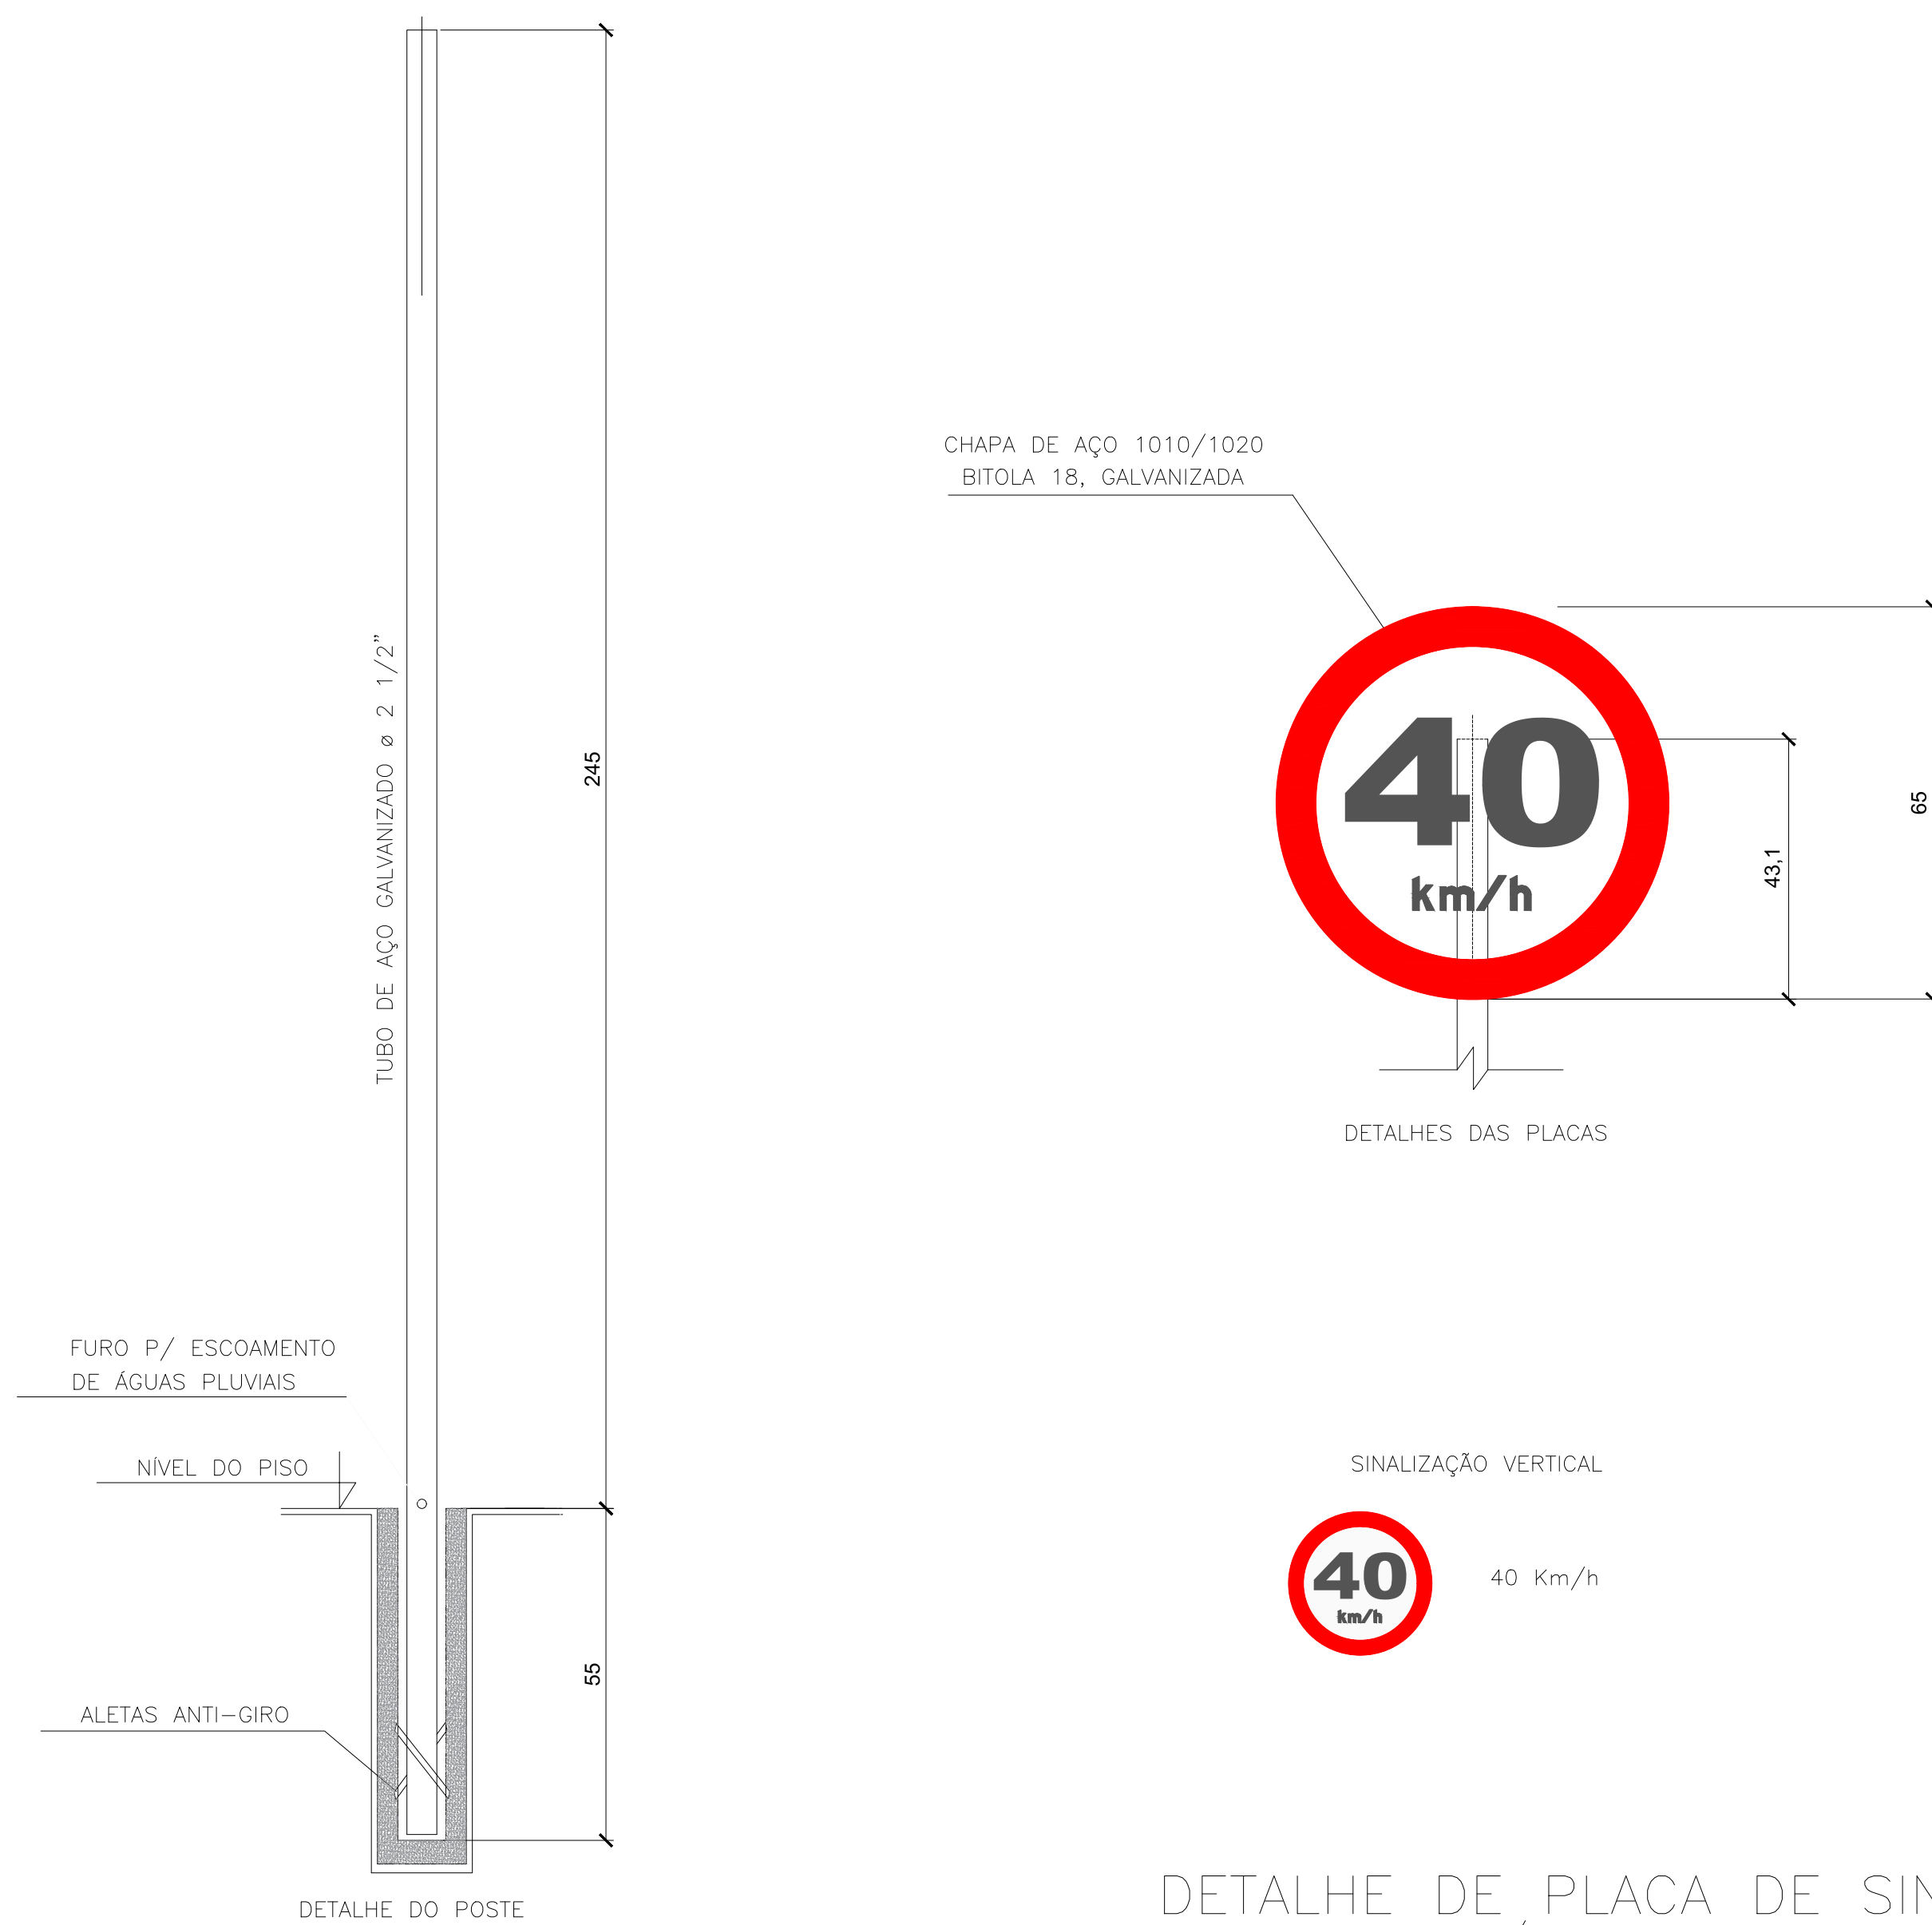 TUBO DE AÇO GALVANIZADO ø 2 1/2"
245
FURO P/ ESCOAMENTO
DE ÁGUAS PLUVIAIS
NÍVEL DO PISO
55
ALETAS ANTI-GIRO
DETALHE DO POSTE
CHAPA DE AÇO 1010/1020
BITOLA 18, GALVANIZADA
40
km/h
43,1
65
DETALHES DAS PLACAS
SINALIZAÇÃO VERTICAL
40
km/h
40 Km/h
DETALHE DE PLACA DE